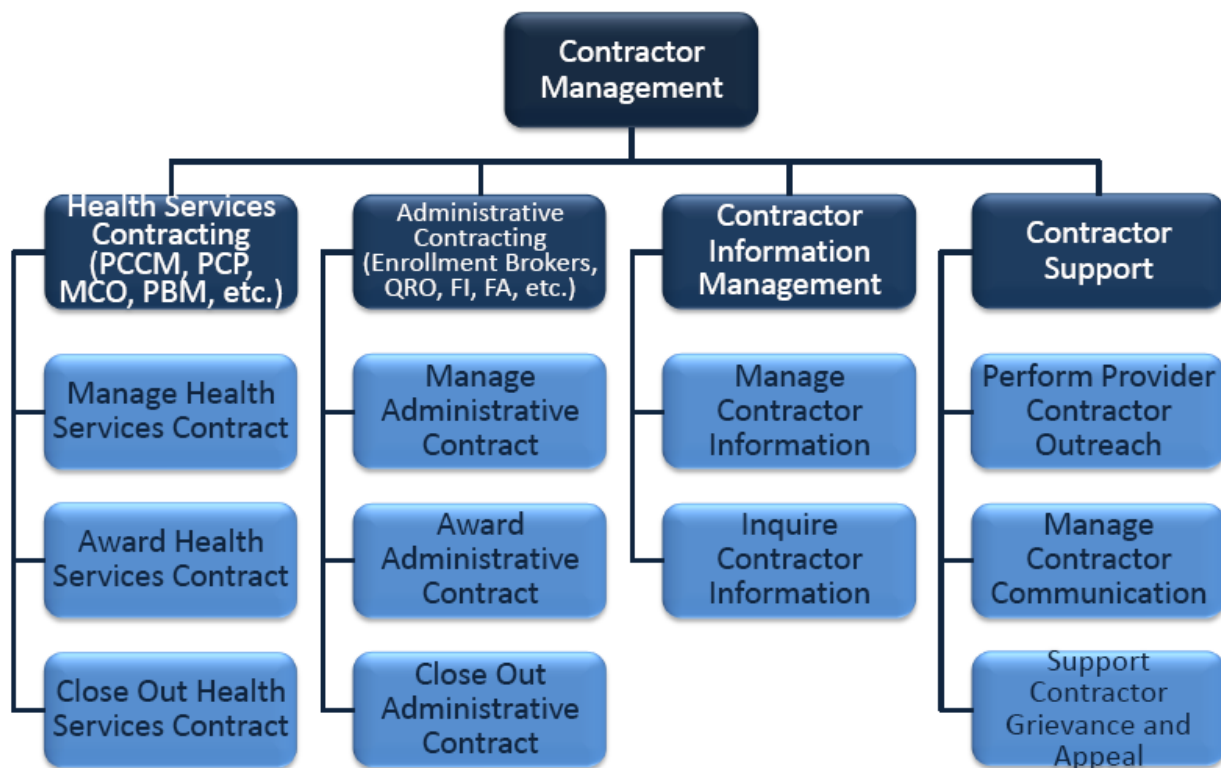 Contractor
Management
Health Services
Contracting
(PCCM, PCP,
MCO, PBM, etc.)
Administrative
Contracting
(Enrollment Brokers,
QRO, FI, FA, etc.)
Contractor
Information
Management
Contractor
Support
Manage Health
Services Contract
Manage
Administrative
Contract
Manage
Contractor
Information
Perform Provider
Contractor
Outreach
Award Health
Services Contract
Award
Administrative
Contract
Inquire
Contractor
Information
Manage
Contractor
Communication
Close Out Health
Services Contract
Close Out
Administrative
Contract
Support
Contractor
Grievance and
Appeal